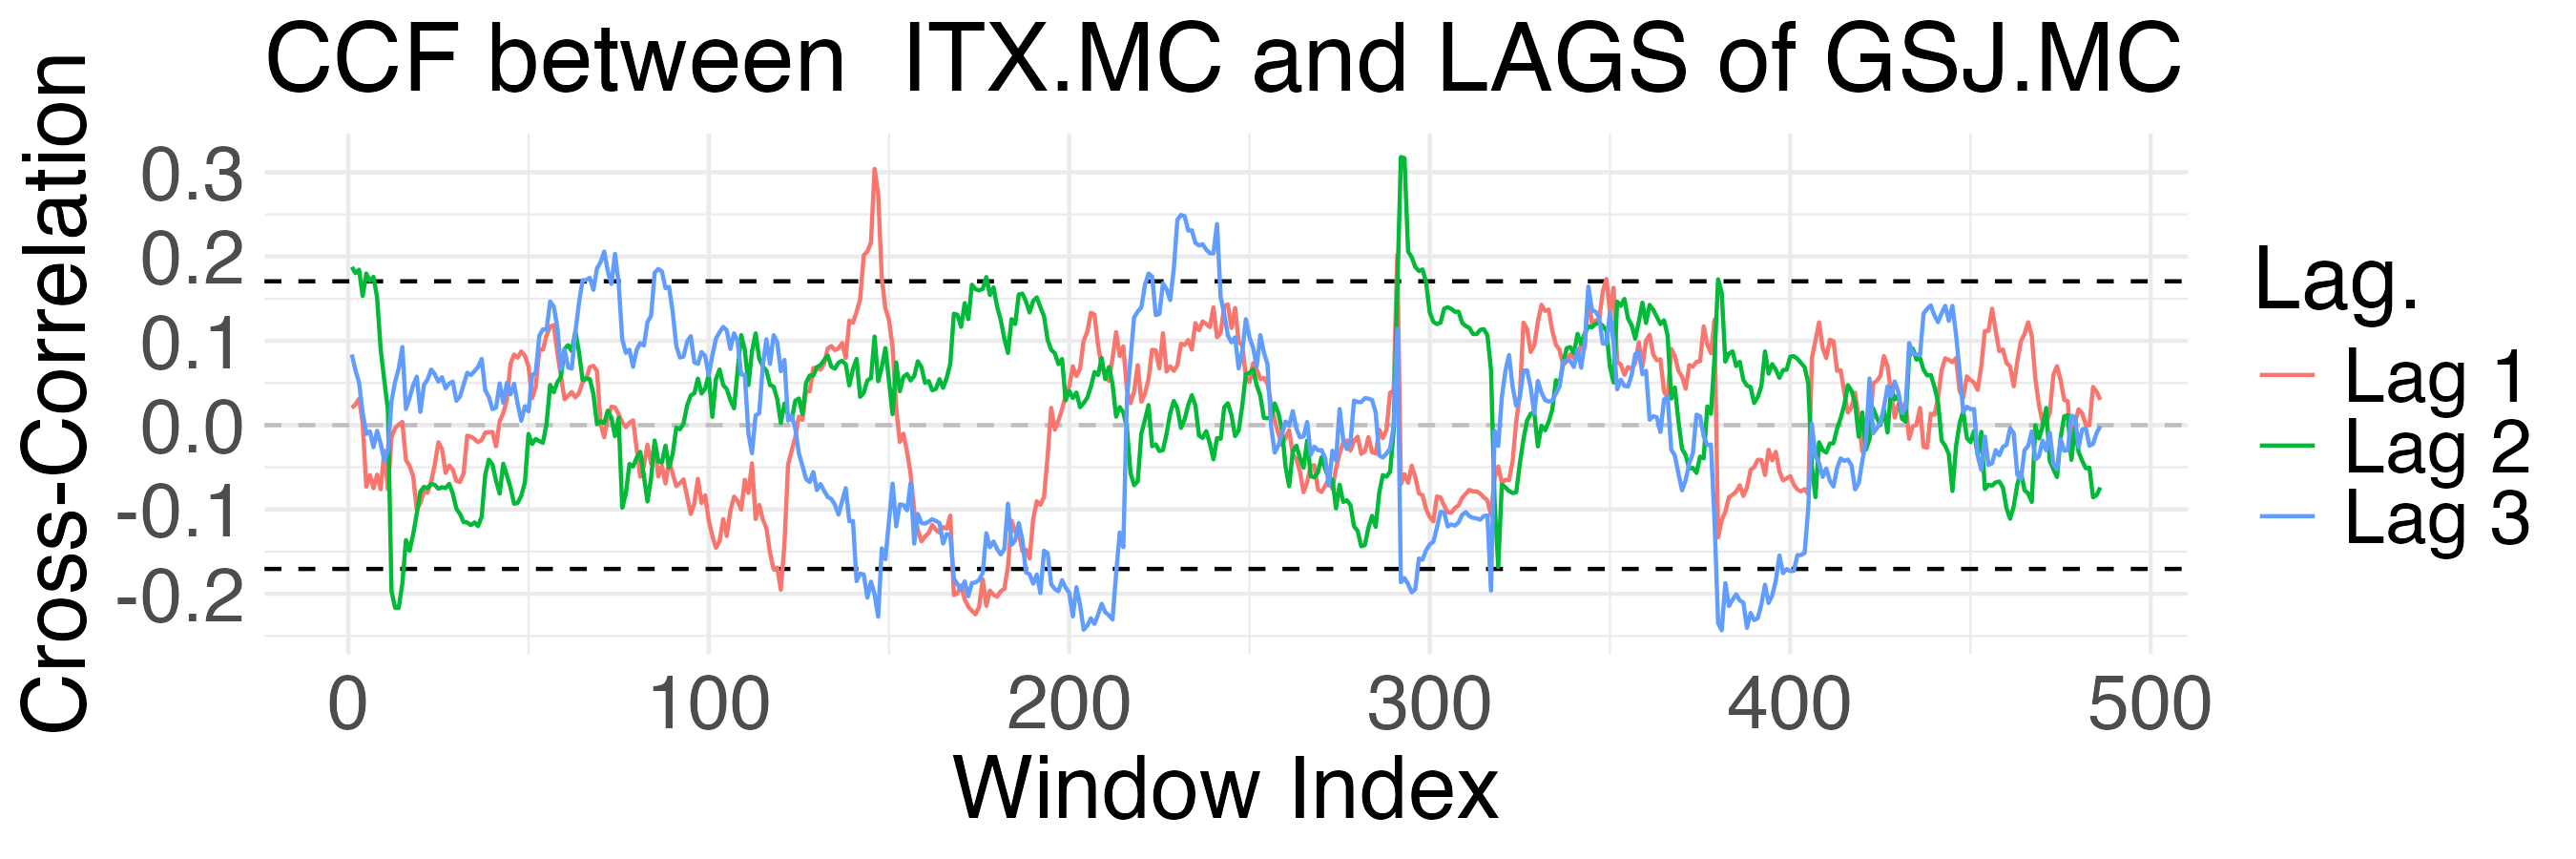 CCF between  ITX.MC and LAGS of GSJ.MC
Cross-Correlation
0.3
0.2
0.1
0.0
-0.1
-0.2
0 100 200 300 400 500
Window Index
Lag.
Lag 1
Lag 2
Lag 3